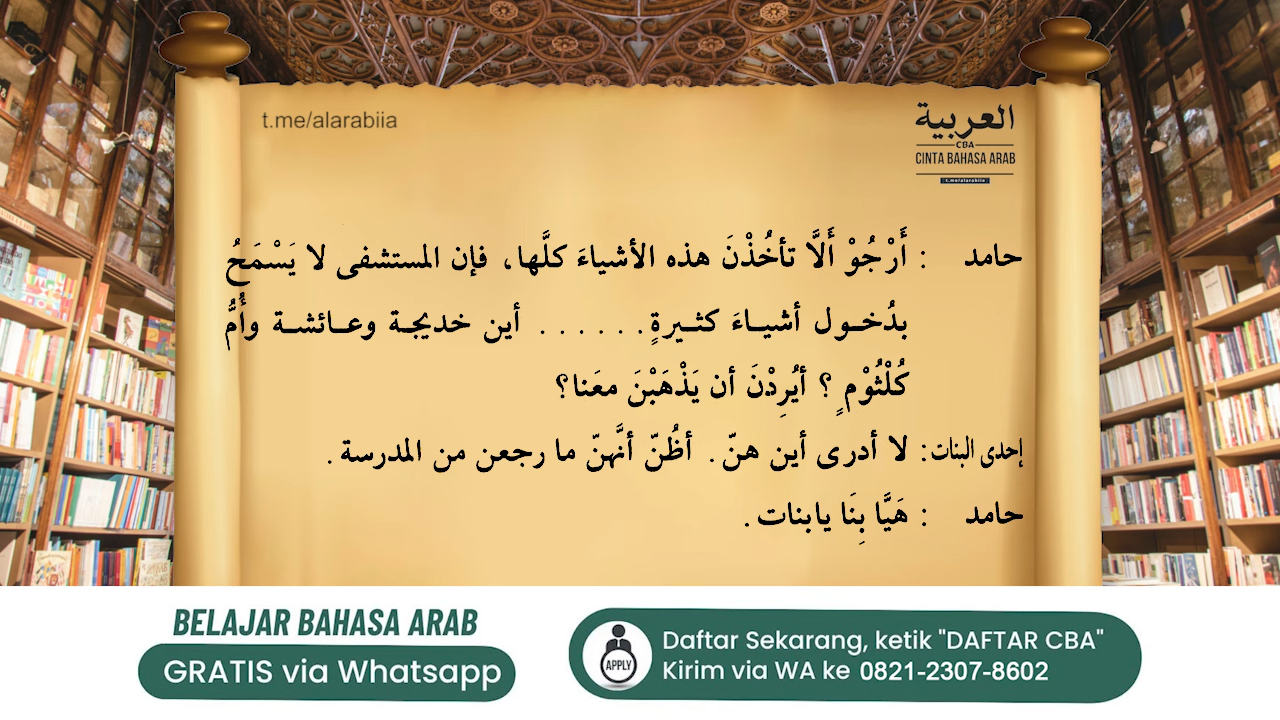 t.me/alarabiia
العربية
CBA
CINTA BAHASA ARAB
t.me/alarabiia
حامد : أَرْجُوْ أَلَّا تأخُذْنَ هذه الأشياءَ كلَّها، فإن المستشفى لا يَسْمَحُ
بدُخول أشياءَ كثيرةٍ. . . . . . أين خديجة وعائشة وأُمُّ
كُلْثُوْمٍ ؟ أيُرِدْنَ أن يَذْهَبْنَ معَنا؟
إحدى البنات: لا أدرى أين هنّ. أظُنّ أنَّهنّ ما رجعن من المدرسة.
حامد : هَيَّا بِنَا يابنات.
BELAJAR BAHASA ARAB
GRATIS via Whatsapp
APPLY
Daftar Sekarang, ketik "DAFTAR CBA"
Kirim via WA ke 0821-2307-8602